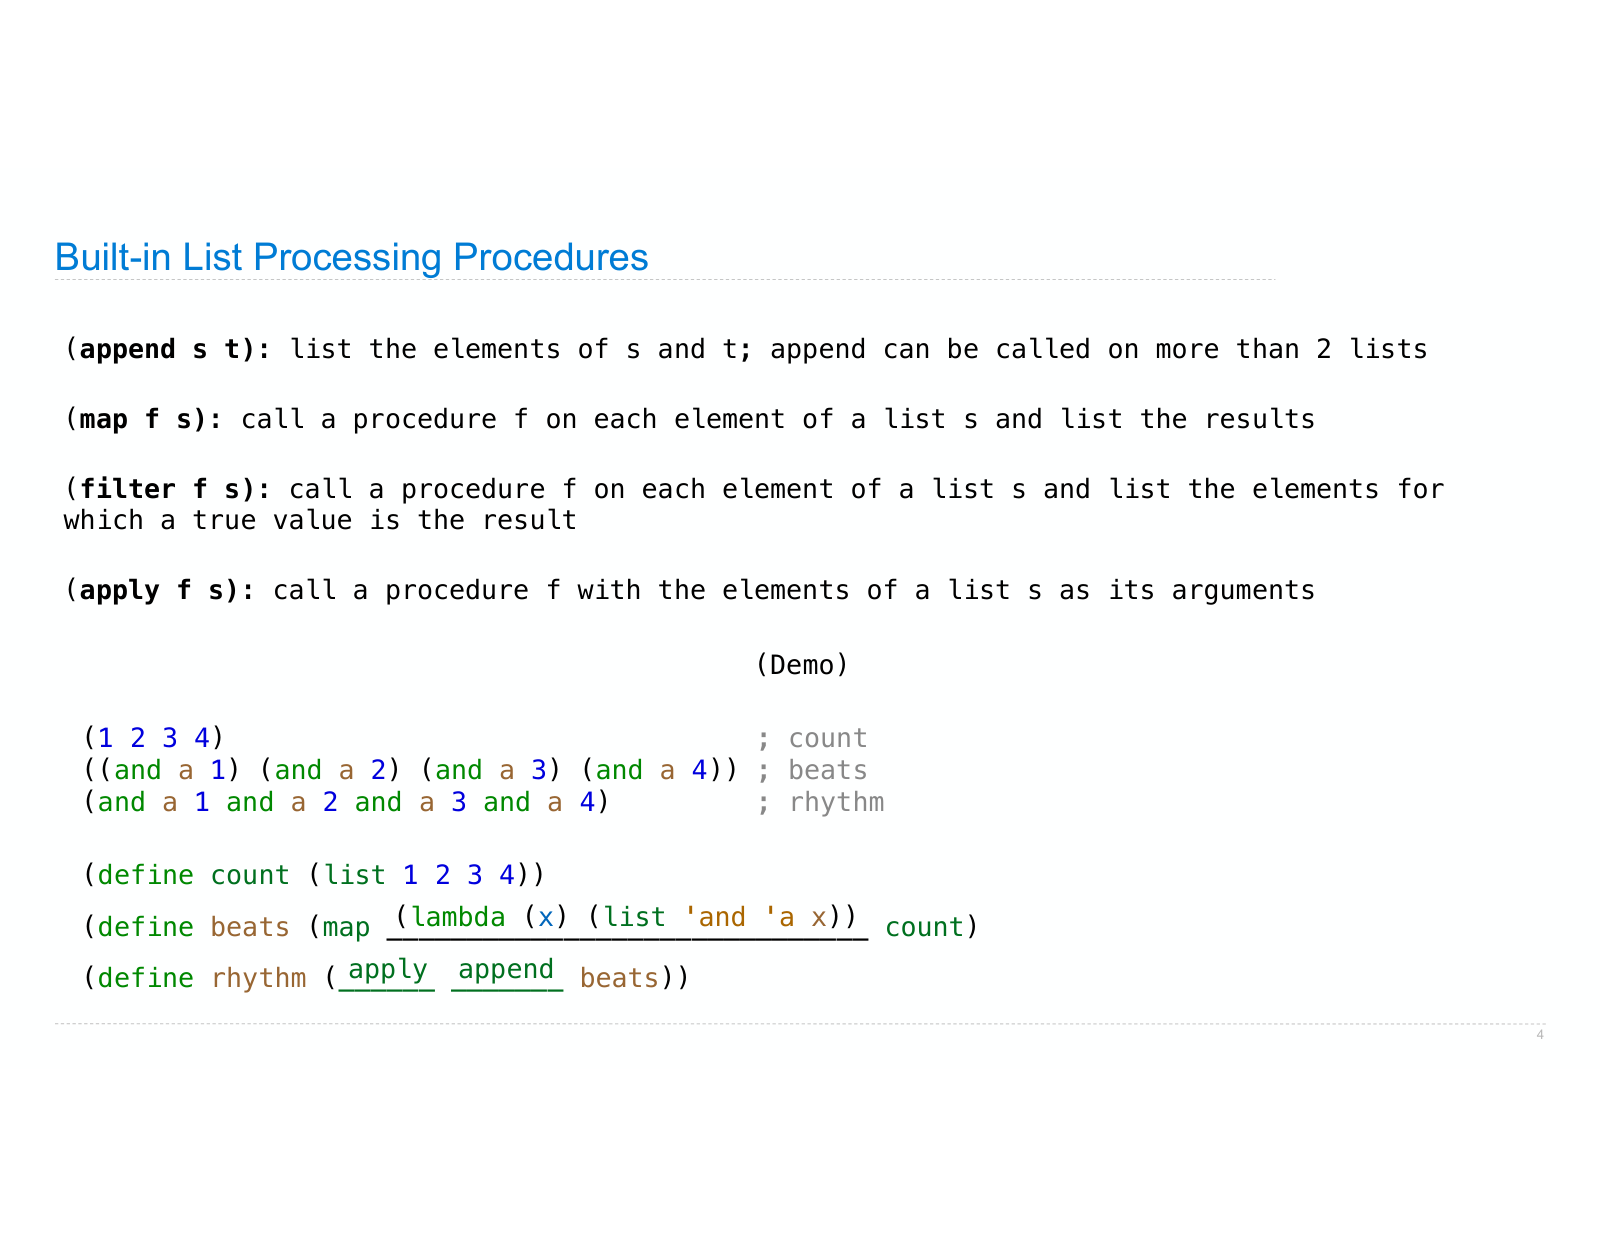 Built-in List Processing Procedures
(append s t): list the elements of s and t; append can be called on more than 2 lists
(map f s): call a procedure f on each element of a list s and list the results
(filter f s): call a procedure f on each element of a list s and list the elements for
which a true value is the result
(apply f s): call a procedure f with the elements of a list s as its arguments
(Demo)
(1 2 3 4) ; count
((and a 1) (and a 2) (and a 3) (and a 4)) ; beats
(and a 1 and a 2 and a 3 and a 4) ; rhythm
(define count (list 1 2 3 4))
(define beats (map (lambda (x) (list 'and 'a x)) count)
(define rhythm (apply append beats))
4